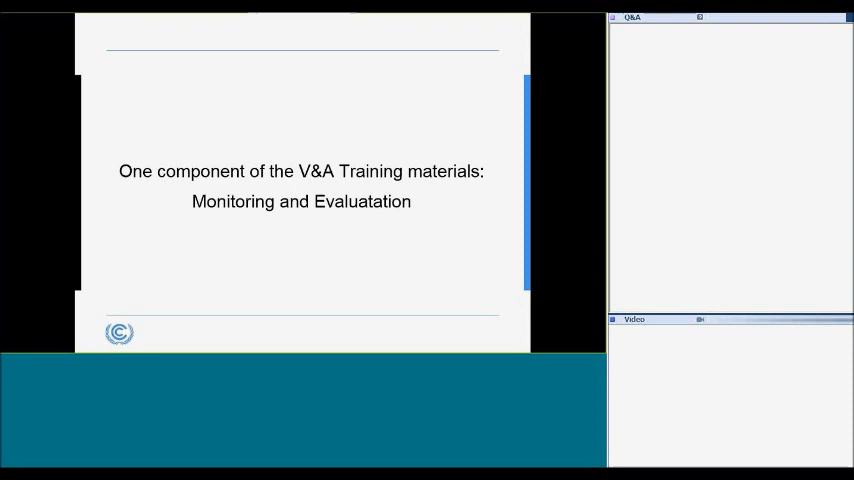 Q&A
One component of the V&A Training materials:
Monitoring and Evaluatation
Video